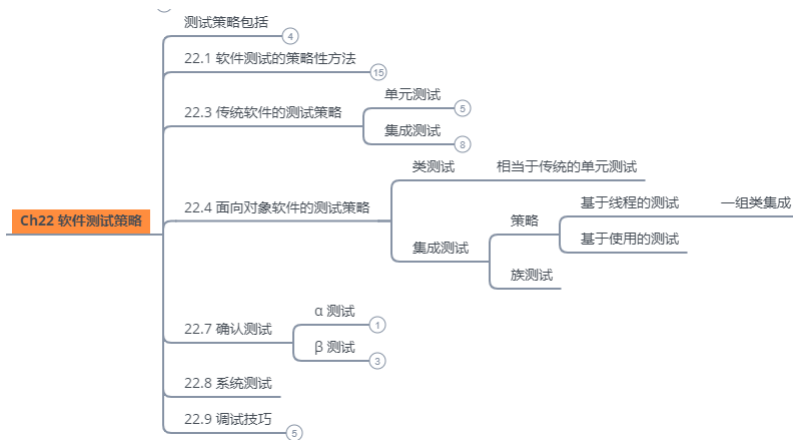 测试策略包括
4
22.1 软件测试的策略性方法
15
22.3 传统软件的测试策略
单元测试
5
集成测试
8
Ch22 软件测试策略
22.4 面向对象软件的测试策略
类测试
相当于传统的单元测试
集成测试
策略
基于线程的测试
一组类集成
基于使用的测试
族测试
22.7 确认测试
α 测试
1
β 测试
3
22.8 系统测试
22.9 调试技巧
5